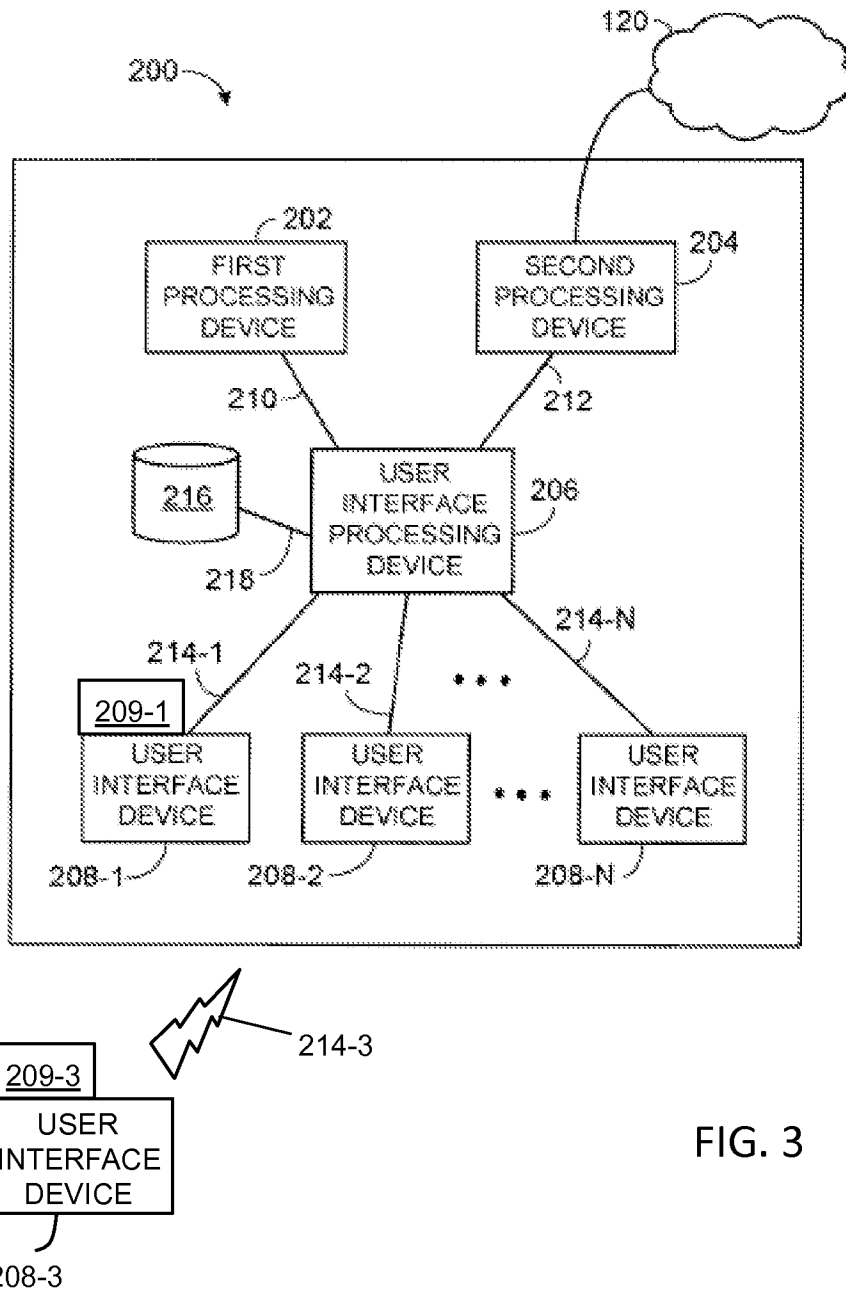 120
200
202
FIRST
PROCESSING
DEVICE
204
SECOND
PROCESSING
DEVICE
210
212
216
218
USER
INTERFACE
PROCESSING
DEVICE
206
214-1
214-2
214-N
209-1
USER
INTERFACE
DEVICE
USER
INTERFACE
DEVICE
USER
INTERFACE
DEVICE
208-1
208-2
208-N
214-3
209-3
USER
INTERFACE
DEVICE
208-3
FIG. 3